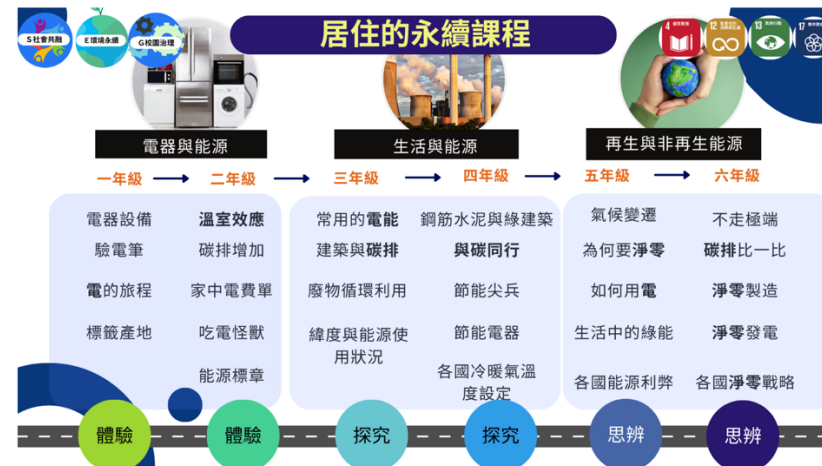 S社會共融
E環境永續
G校園治理
居住的永續課程
4
12
13
17
電器與能源
生活與能源
再生與非再生能源
一年級
二年級
三年級
四年級
五年級
六年級
電器設備
驗電筆
電的旅程
標籤產地
溫室效應
碳排增加
家中電費單
吃電怪獸
能源標章
常用的電能
建築與碳排
廢物循環利用
緯度與能源使
用狀況
鋼筋水泥與綠建築
與碳同行
節能尖兵
節能電器
各國冷暖氣溫
度設定
氣候變遷
為何要淨零
如何用電
生活中的綠能
各國能源利弊
不走極端
碳排比一比
淨零製造
淨零發電
各國淨零戰略
體驗
體驗
探究
探究
思辨
思辨